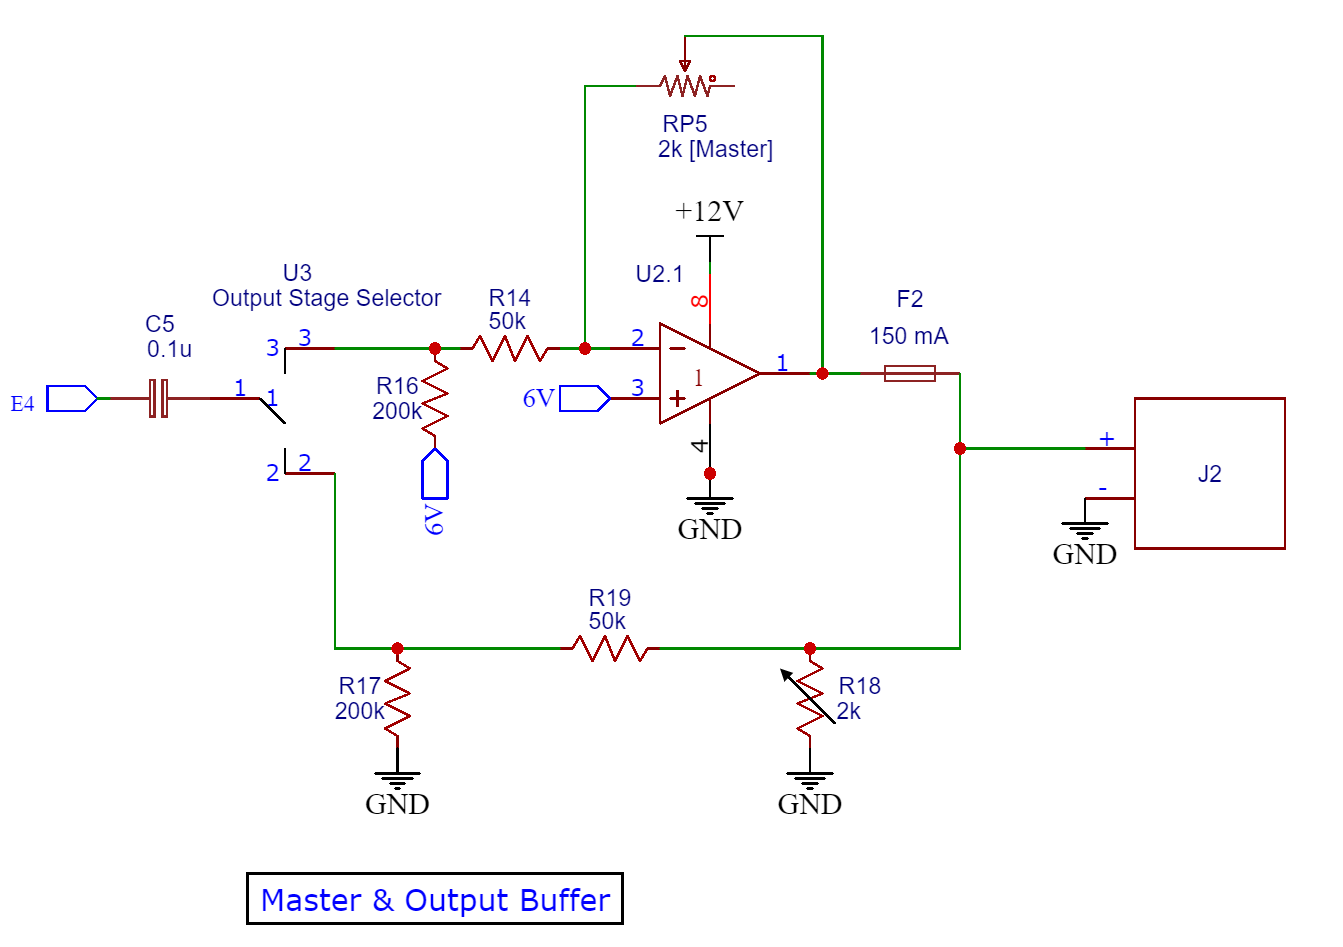 RP5
2k [Master]
+12V
U3
Output Stage Selector
U2.1
8
R14
50k
F2
150 mA
C5
0.1u
3 3
2
1
1
1
1
E4
R16
200k
6V
3
4
+
-
J2
2 2
6V
GND
GND
R19
50k
R17
200k
R18
2k
GND
GND
Master & Output Buffer